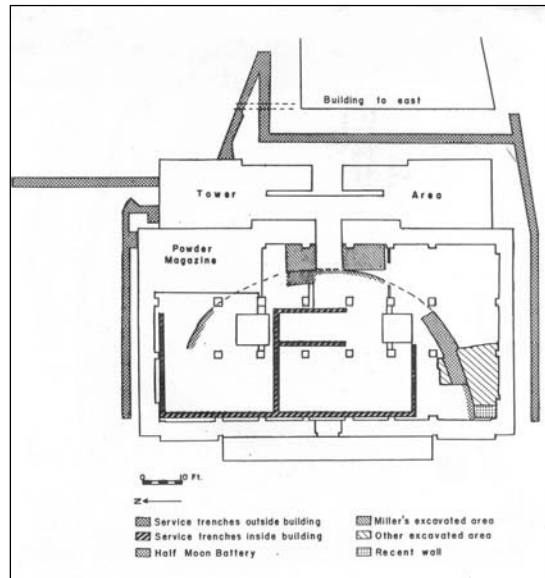 Building to east
Tower
Area
Powder
Magazine
0 10 Ft.
N
Service trenches outside building
Service trenches inside building
Half Moon Battery
Miller's excavated area
Other excavated area
Recent wall